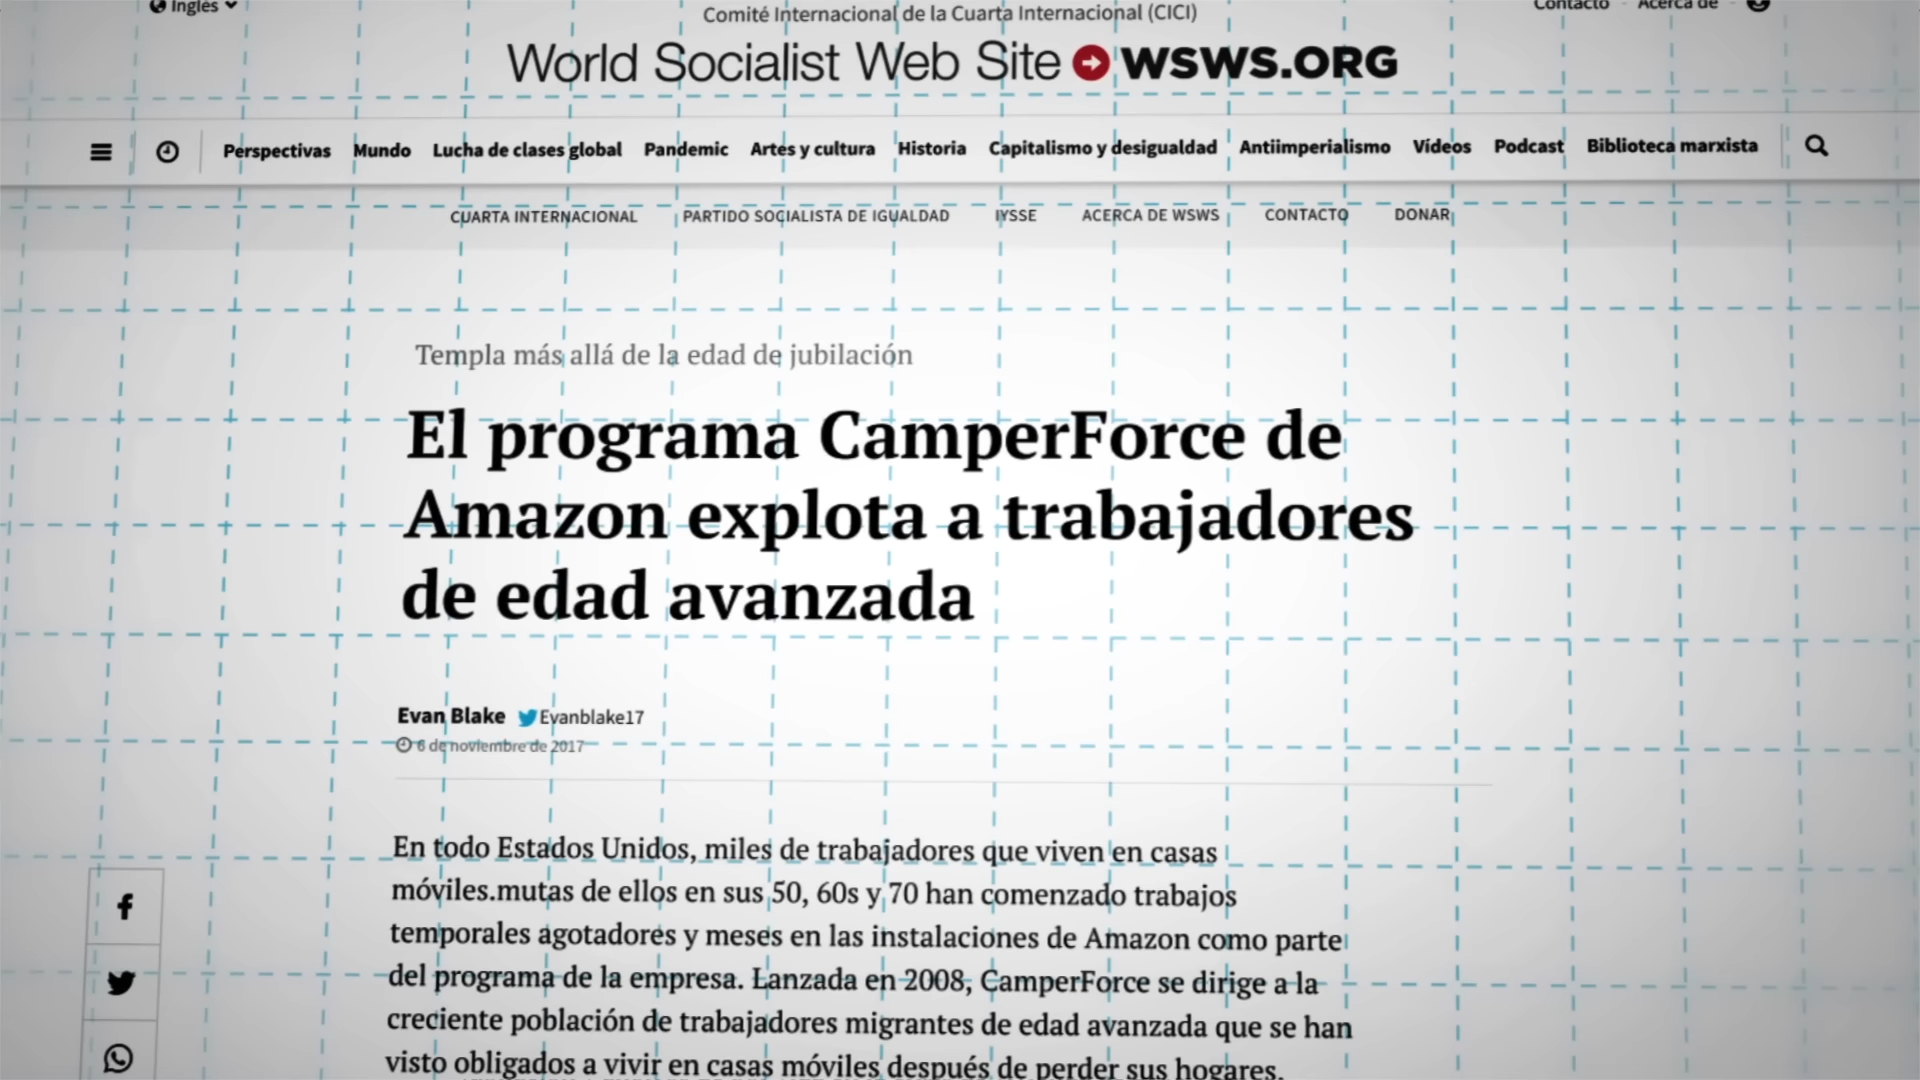 Inglés
Contacto - Acerca de -
Comité Internacional de la Cuarta Internacional (CICI)
World Socialist Web Site WSWS.ORG
Perspectivas Mundo Lucha de clases global Pandemic Artes y cultura Historia Capitalismo y desigualdad Antiimperialismo Vídeos Podcast Biblioteca marxista
CUARTA INTERNACIONAL PARTIDO SOCIALISTA DE IGUALDAD IYSSE ACERCA DE WSWS CONTACTO DONAR
Templa más allá de la edad de jubilación
El programa CamperForce de
Amazon explota a trabajadores
de edad avanzada
Evan Blake Evanblake17
6 de noviembre de 2017
En todo Estados Unidos, miles de trabajadores que viven en casas
móviles.mutas de ellos en sus 50, 60s y 70 han comenzado trabajos
temporales agotadores y meses en las instalaciones de Amazon como parte
del programa de la empresa. Lanzada en 2008, CamperForce se dirige a la
creciente población de trabajadores migrantes de edad avanzada que se han
visto obligados a vivir en casas móviles después de perder sus hogares.